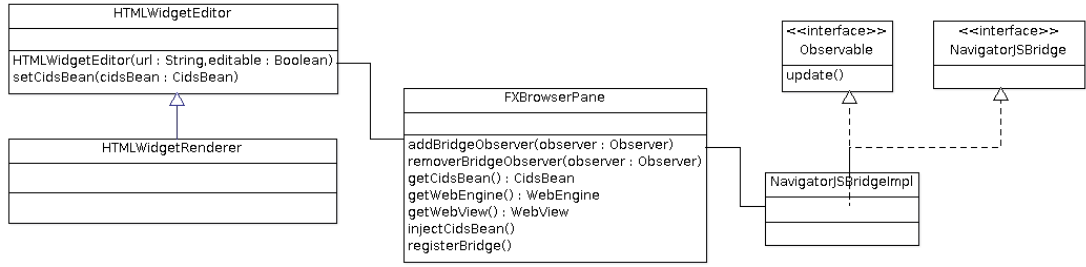 HTMLWidgetEditor
HTMLWidgetEditor(url : String,editable : Boolean)
setCidsBean(cidsBean : CidsBean)
HTMLWidgetRenderer
FXBrowserPane
addBridgeObserver(observer : Observer)
removerBridgeObserver(observer : Observer)
getCidsBean() : CidsBean
getWebEngine() : WebEngine
getWebView() : WebView
injectCidsBean()
registerBridge()
<<interface>>
Observable
update()
<<interface>>
NavigatorJSBridge
NavigatorJSBridgeImpl